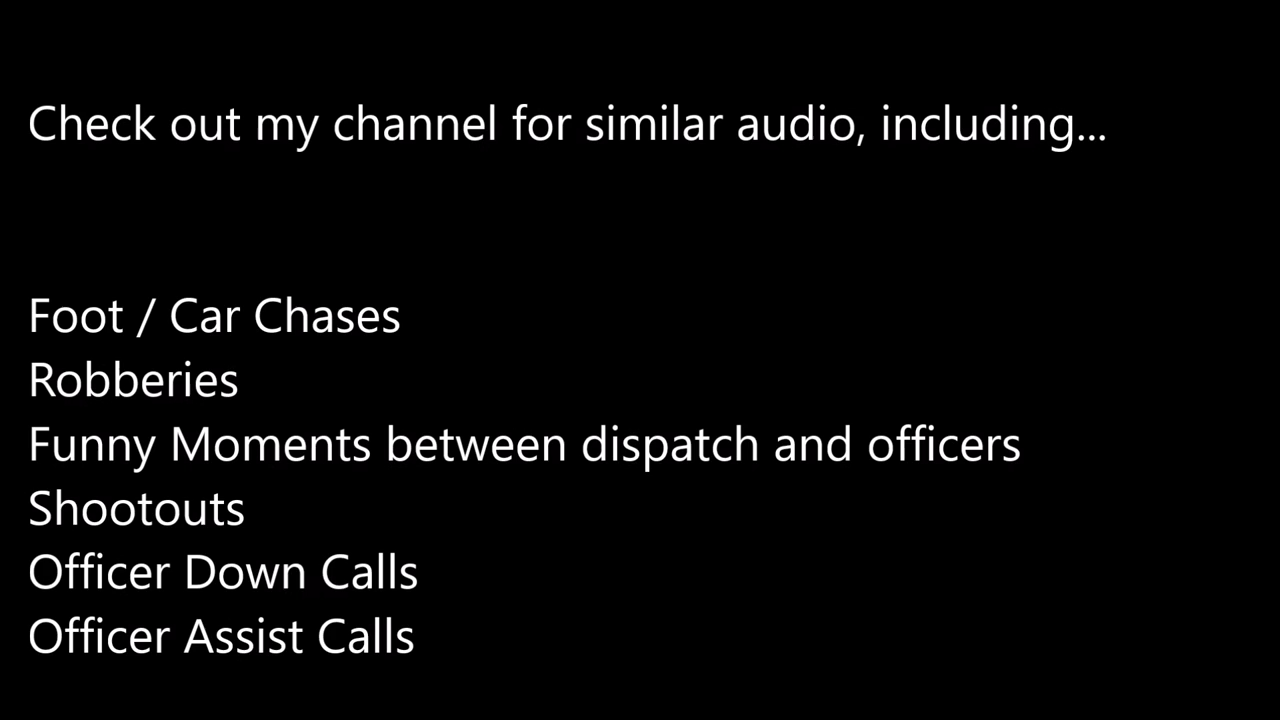 Check out my channel for similar audio, including...
Foot / Car Chases
Robberies
Funny Moments between dispatch and officers
Shootouts
Officer Down Calls
Officer Assist Calls